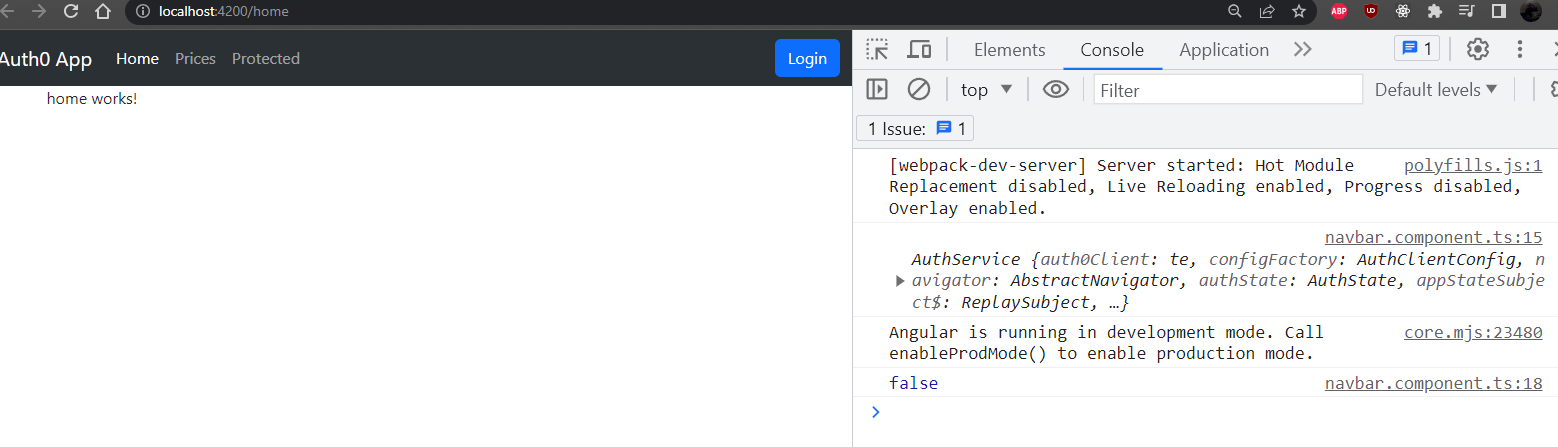 localhost:4200/home
ABP
Auth0 App Home Prices Protected Login
home works!
Elements Console Application 1
top Filter Default levels
1 Issue: 1
[webpack-dev-server] Server started: Hot Module polyfills.js:1
Replacement disabled, Live Reloading enabled, Progress disabled,
Overlay enabled.
navbar.component.ts:15
AuthService {auth0Client: te, configFactory: AuthClientConfig, n
avigator: AbstractNavigator, authState: AuthState, appStateSubje
ct$: ReplaySubject, …}
Angular is running in development mode. Call core.mjs:23480
enableProdMode() to enable production mode.
false navbar.component.ts:18